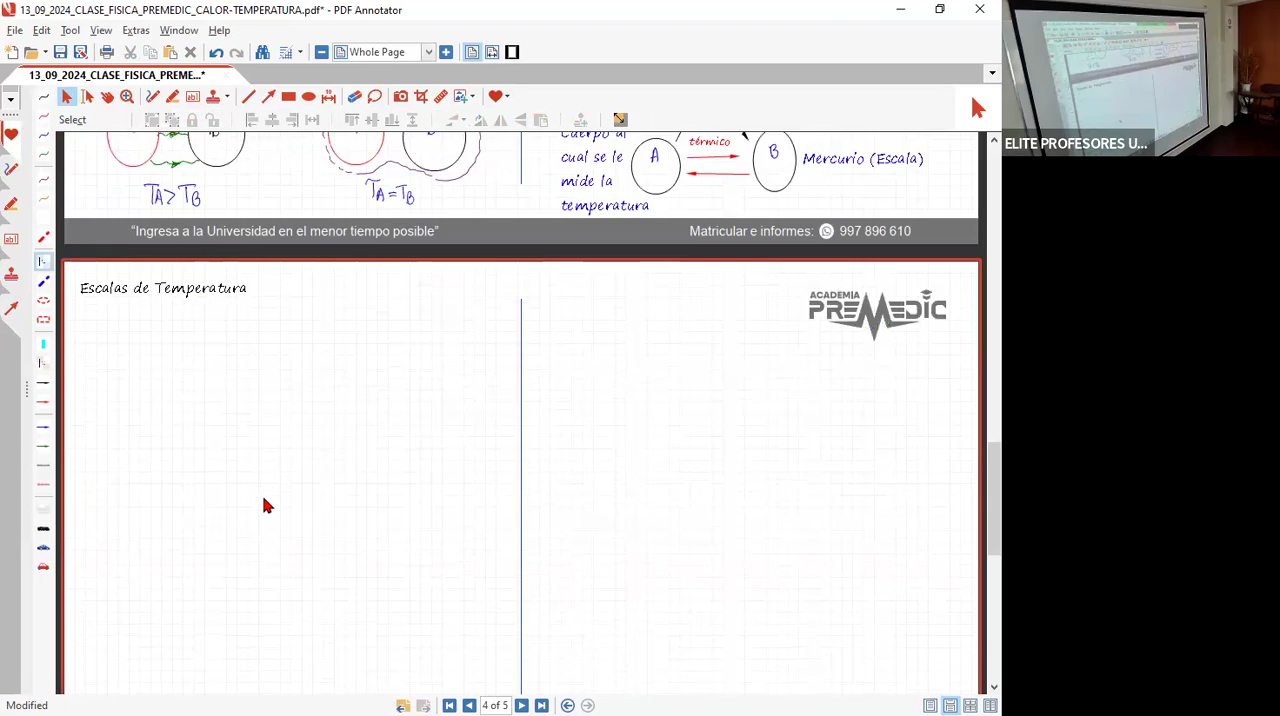 13_09_2024_CLASE_FISICA_PREMEDIC_CALOR-TEMPERATURA.pdf* - PDF Annotator
File Edit Tool View Extras Window Help
Whole Page
13_09_2024_CLASE_FISICA_PREME...*
Select
térmico
Cuerpo al
cual se le
mide la
temperatura
A
B
Mercurio (Escala)
TA > TB
TA = TB
“Ingresa a la Universidad en el menor tiempo posible”
Matricular e informes: 997 896 610
Escalas de Temperatura
ACADEMIA
PREMEDIC
ELITE PROFESORES U...
Modified
4 of 5